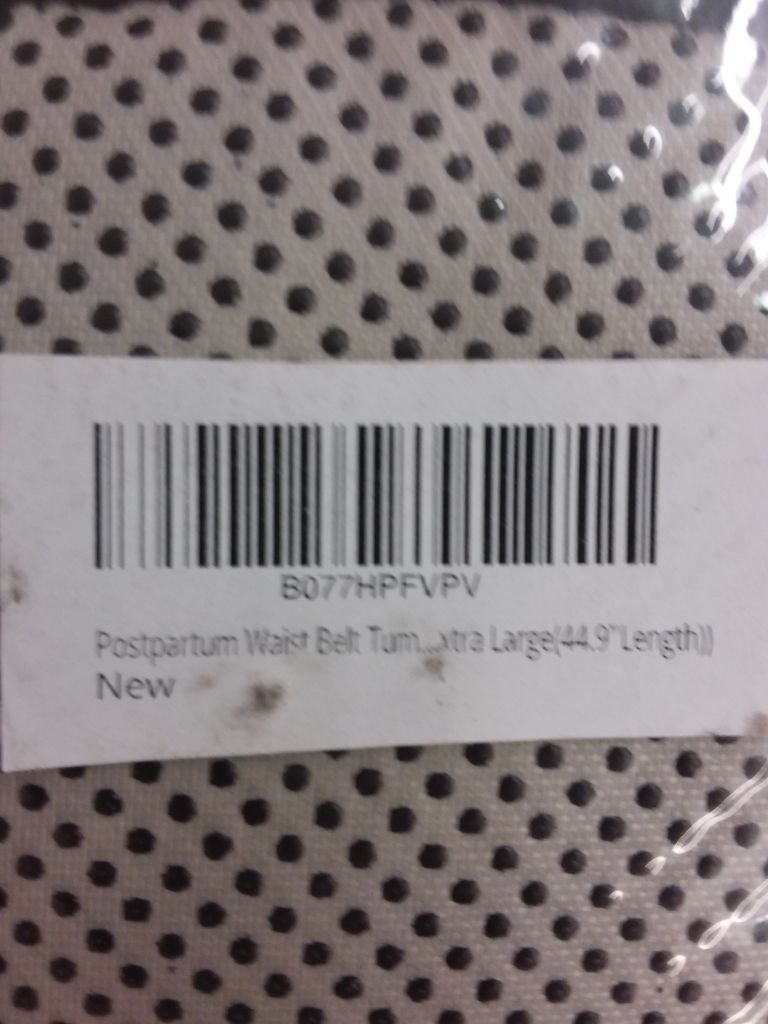 B077HPFVPV
Postpartum Waist Belt Tum...xtra Large(44.9"Length))
New